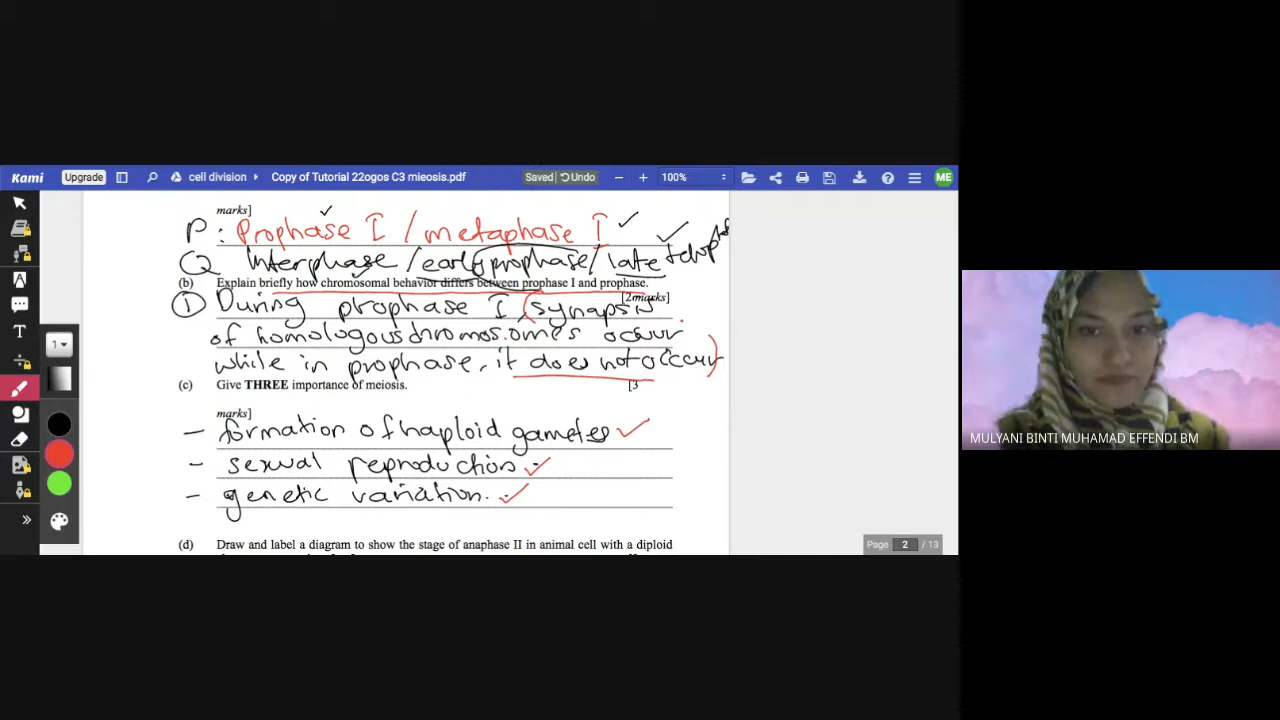 Kami
Upgrade
cell division
Copy of Tutorial 22ogos C3 mieosis.pdf
Saved
Undo
100%
ME
marks]
P : Prophase I / metaphase I
Q Interphase / early prophase / late
(b) Explain briefly how chromosomal behavior differs between prophase I and prophase.
[2marks]
① During prophase I, synapsis
of homologous chromosomes occur
while in prophase, it does not occur
(c) Give THREE importance of meiosis. [3
marks]
- formation of haploid gametes
- sexual reproduction.
- genetic variation.
(d) Draw and label a diagram to show the stage of anaphase II in animal cell with a diploid
1
T
Page 2 / 13
MULYANI BINTI MUHAMAD EFFENDI BM